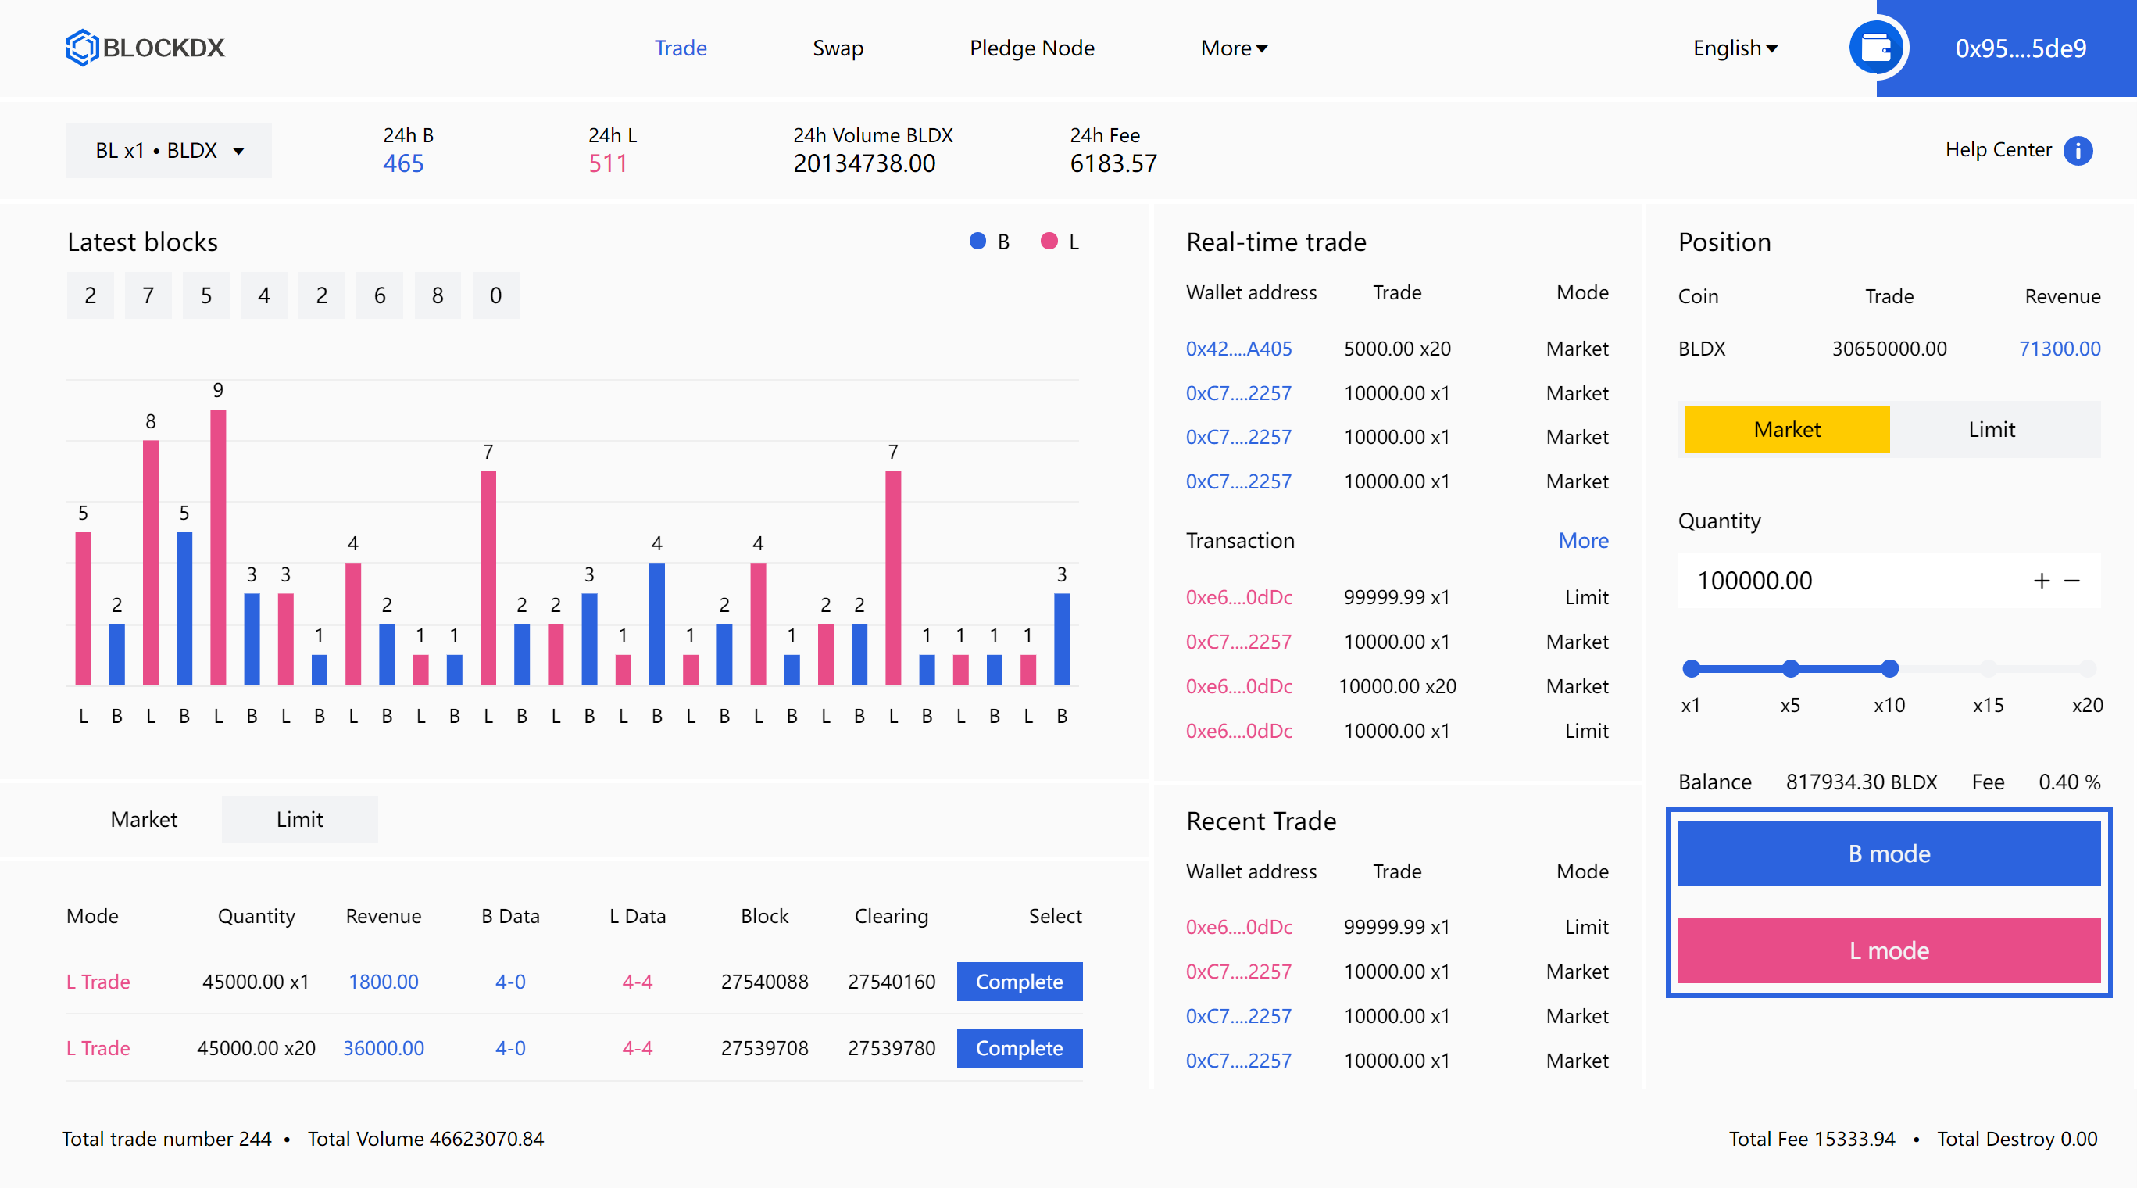 BLOCKDX
Trade Swap Pledge Node More
English
0x95....5de9
BL x1 • BLDX
24h B
465
24h L
511
24h Volume BLDX
20134738.00
24h Fee
6183.57
Help Center i
Latest blocks
B L
2 7 5 4 2 6 8 0
5 2 8 5 9 3 3 1 4 2 1 1 7 2 2 3 1 4 1 2 4 1 2 2 7 1 1 1 1 3
L B L B L B L B L B L B L B L B L B L B L B L B L B L B L B
Real-time trade
Wallet address Trade Mode
0x42....A405 5000.00 x20 Market
0xC7....2257 10000.00 x1 Market
0xC7....2257 10000.00 x1 Market
0xC7....2257 10000.00 x1 Market
Transaction More
0xe6....0dDc 99999.99 x1 Limit
0xC7....2257 10000.00 x1 Market
0xe6....0dDc 10000.00 x20 Market
0xe6....0dDc 10000.00 x1 Limit
Position
Coin Trade Revenue
BLDX 30650000.00 71300.00
Market Limit
Quantity
100000.00 + −
x1 x5 x10 x15 x20
Balance 817934.30 BLDX Fee 0.40 %
B mode
L mode
Market Limit
Mode Quantity Revenue B Data L Data Block Clearing Select
L Trade 45000.00 x1 1800.00 4-0 4-4 27540088 27540160 Complete
L Trade 45000.00 x20 36000.00 4-0 4-4 27539708 27539780 Complete
Recent Trade
Wallet address Trade Mode
0xe6....0dDc 99999.99 x1 Limit
0xC7....2257 10000.00 x1 Market
0xC7....2257 10000.00 x1 Market
0xC7....2257 10000.00 x1 Market
Total trade number 244 • Total Volume 46623070.84
Total Fee 15333.94 • Total Destroy 0.00